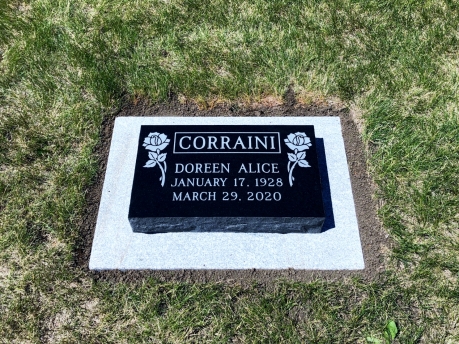 CORRAINI
DOREEN ALICE
JANUARY 17, 1928
MARCH 29, 2020